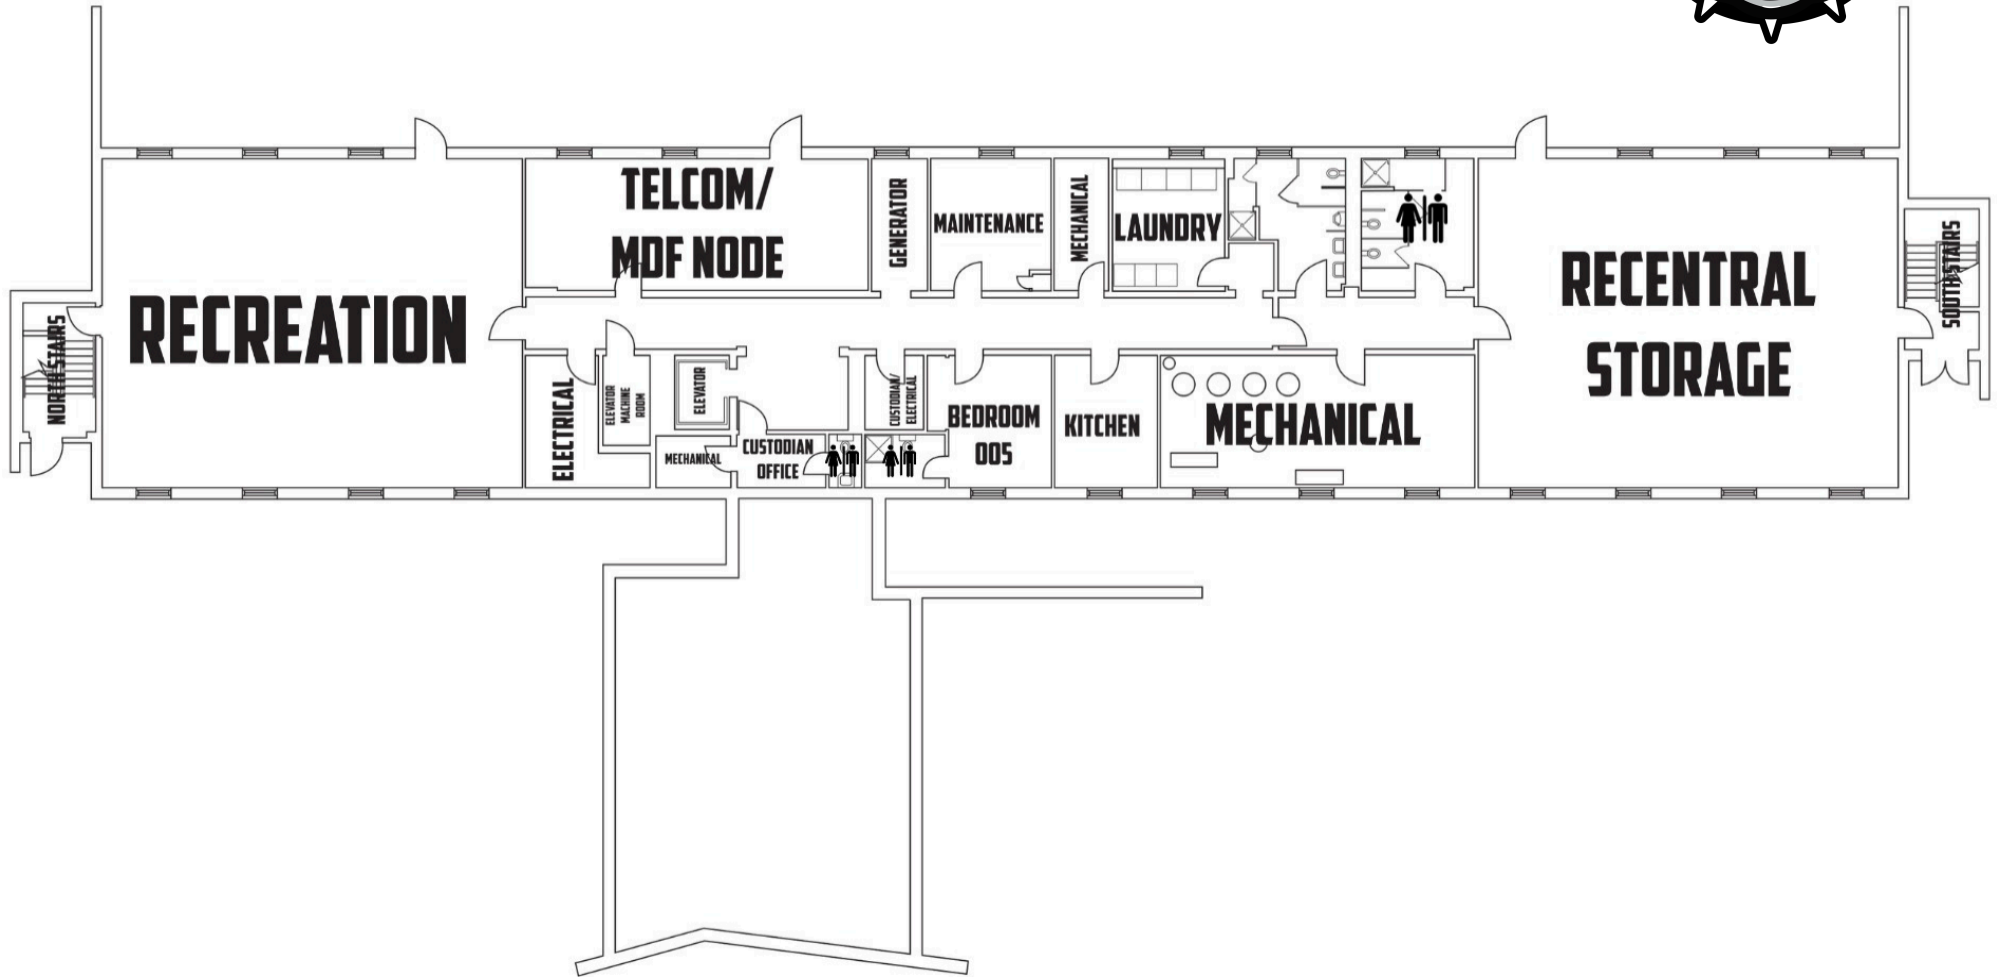 TELCOM/
MDF NODE
GENERATOR
MAINTENANCE
MECHANICAL
LAUNDRY
RECREATION
RECENTRAL
STORAGE
NORTH STAIRS
SOUTH STAIRS
ELECTRICAL
ELEVATOR
MACHINE
ROOM
ELEVATOR
MECHANICAL
CUSTODIAN
OFFICE
CUSTODIAN/
ELECTRICAL
BEDROOM
005
KITCHEN
MECHANICAL